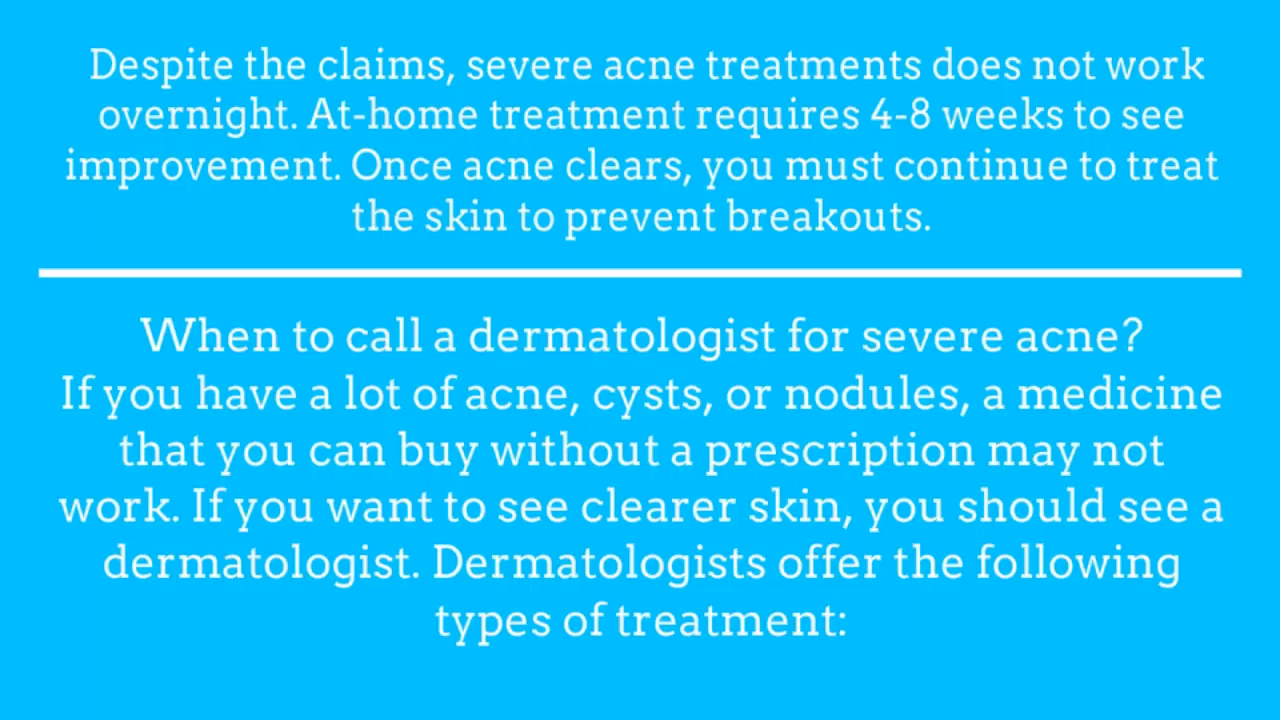 Despite the claims, severe acne treatments does not work
overnight. At-home treatment requires 4-8 weeks to see
improvement. Once acne clears, you must continue to treat
the skin to prevent breakouts.
When to call a dermatologist for severe acne?
If you have a lot of acne, cysts, or nodules, a medicine
that you can buy without a prescription may not
work. If you want to see clearer skin, you should see a
dermatologist. Dermatologists offer the following
types of treatment: